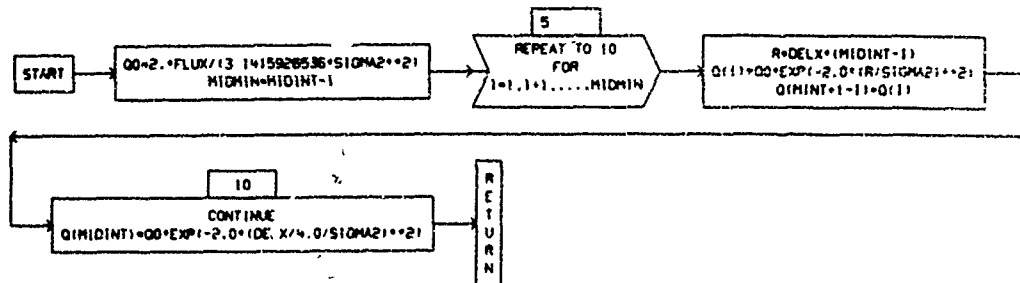 START
Q0=2.*FLUX/(3.1415926536*SIGMA2**2)
MIDMIN=MIDINT-1
5
REPEAT TO 10
FOR
I=1,I+1,.....MIDMIN
R=DELX*(MIDINT-I)
Q(I)=Q0*EXP(-2.0*(R/SIGMA2)**2)
Q(MINT+1-I)=Q(I)
10
CONTINUE
Q(MIDINT)=Q0*EXP(-2.0*(DELX/4.0/SIGMA2)**2)
RETURN